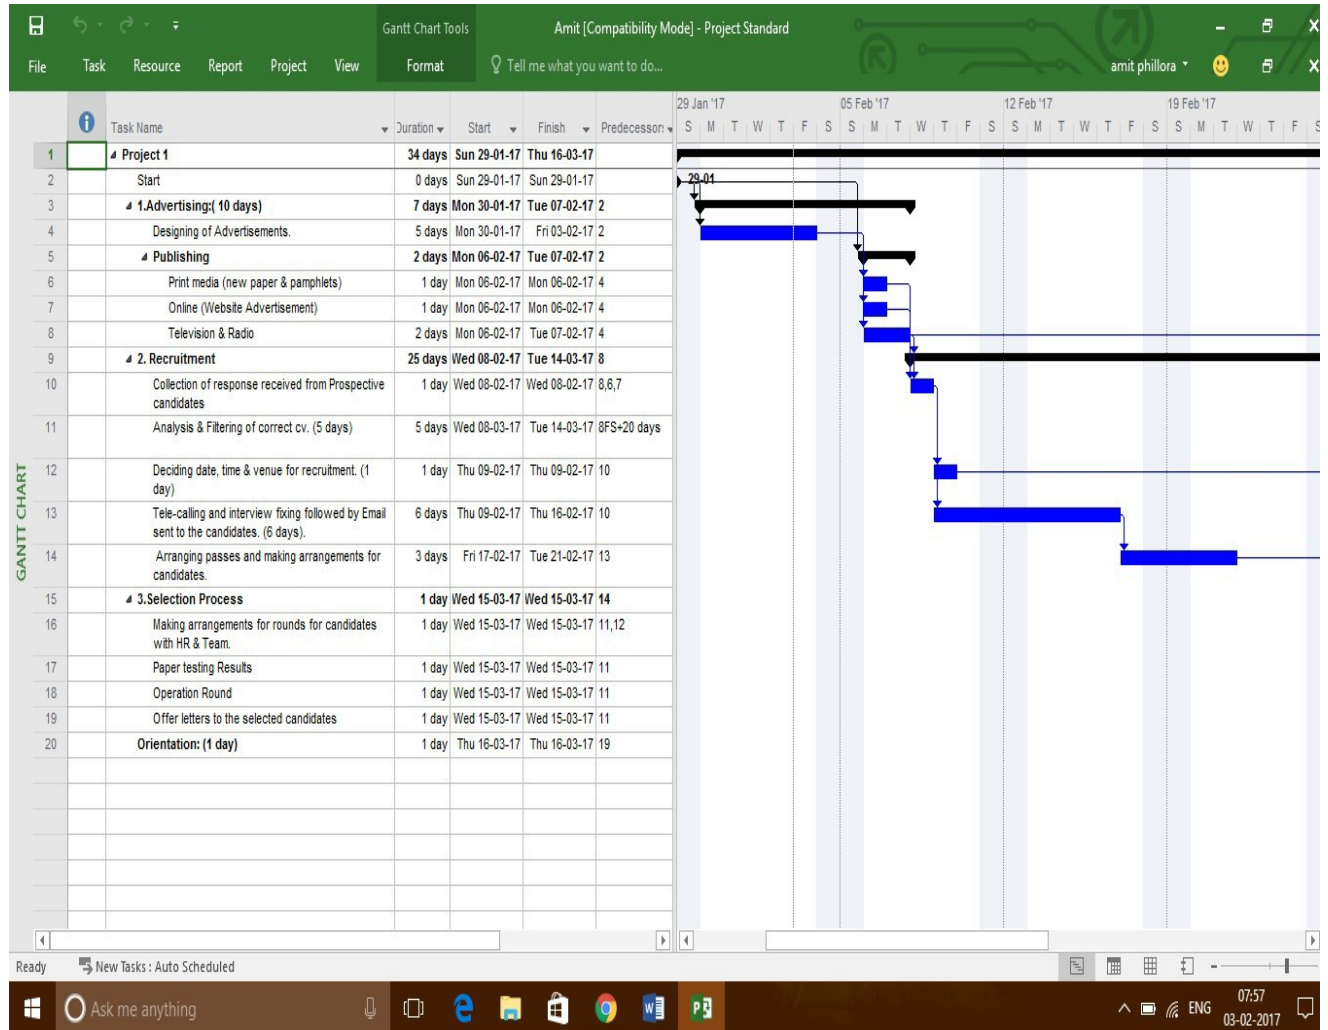 Gantt Chart Tools
Amit [Compatibility Mode] - Project Standard
File Task Resource Report Project View Format Tell me what you want to do... amit phillora
29 Jan '17 05 Feb '17 12 Feb '17 19 Feb '17
Task Name Duration Start Finish Predecessors S M T W T F S S M T W T F S S M T W T F S S M T W T F S
1 Project 1 34 days Sun 29-01-17 Thu 16-03-17
2 Start 0 days Sun 29-01-17 Sun 29-01-17 29-01
3 1.Advertising:( 10 days) 7 days Mon 30-01-17 Tue 07-02-17 2
4 Designing of Advertisements. 5 days Mon 30-01-17 Fri 03-02-17 2
5 Publishing 2 days Mon 06-02-17 Tue 07-02-17 2
6 Print media (new paper & pamphlets) 1 day Mon 06-02-17 Mon 06-02-17 4
7 Online (Website Advertisement) 1 day Mon 06-02-17 Mon 06-02-17 4
8 Television & Radio 2 days Mon 06-02-17 Tue 07-02-17 4
9 2. Recruitment 25 days Wed 08-02-17 Tue 14-03-17 8
10 Collection of response received from Prospective 1 day Wed 08-02-17 Wed 08-02-17 8,6,7
candidates
11 Analysis & Filtering of correct cv. (5 days) 5 days Wed 08-03-17 Tue 14-03-17 8FS+20 days
12 Deciding date, time & venue for recruitment. (1 1 day Thu 09-02-17 Thu 09-02-17 10
day)
13 Tele-calling and interview fixing followed by Email 6 days Thu 09-02-17 Thu 16-02-17 10
sent to the candidates. (6 days).
14 Arranging passes and making arrangements for 3 days Fri 17-02-17 Tue 21-02-17 13
candidates.
15 3.Selection Process 1 day Wed 15-03-17 Wed 15-03-17 14
16 Making arrangements for rounds for candidates 1 day Wed 15-03-17 Wed 15-03-17 11,12
with HR & Team.
17 Paper testing Results 1 day Wed 15-03-17 Wed 15-03-17 11
18 Operation Round 1 day Wed 15-03-17 Wed 15-03-17 11
19 Offer letters to the selected candidates 1 day Wed 15-03-17 Wed 15-03-17 11
20 Orientation: (1 day) 1 day Thu 16-03-17 Thu 16-03-17 19
GANTT CHART
Ready New Tasks : Auto Scheduled
Ask me anything ENG 07:57
03-02-2017